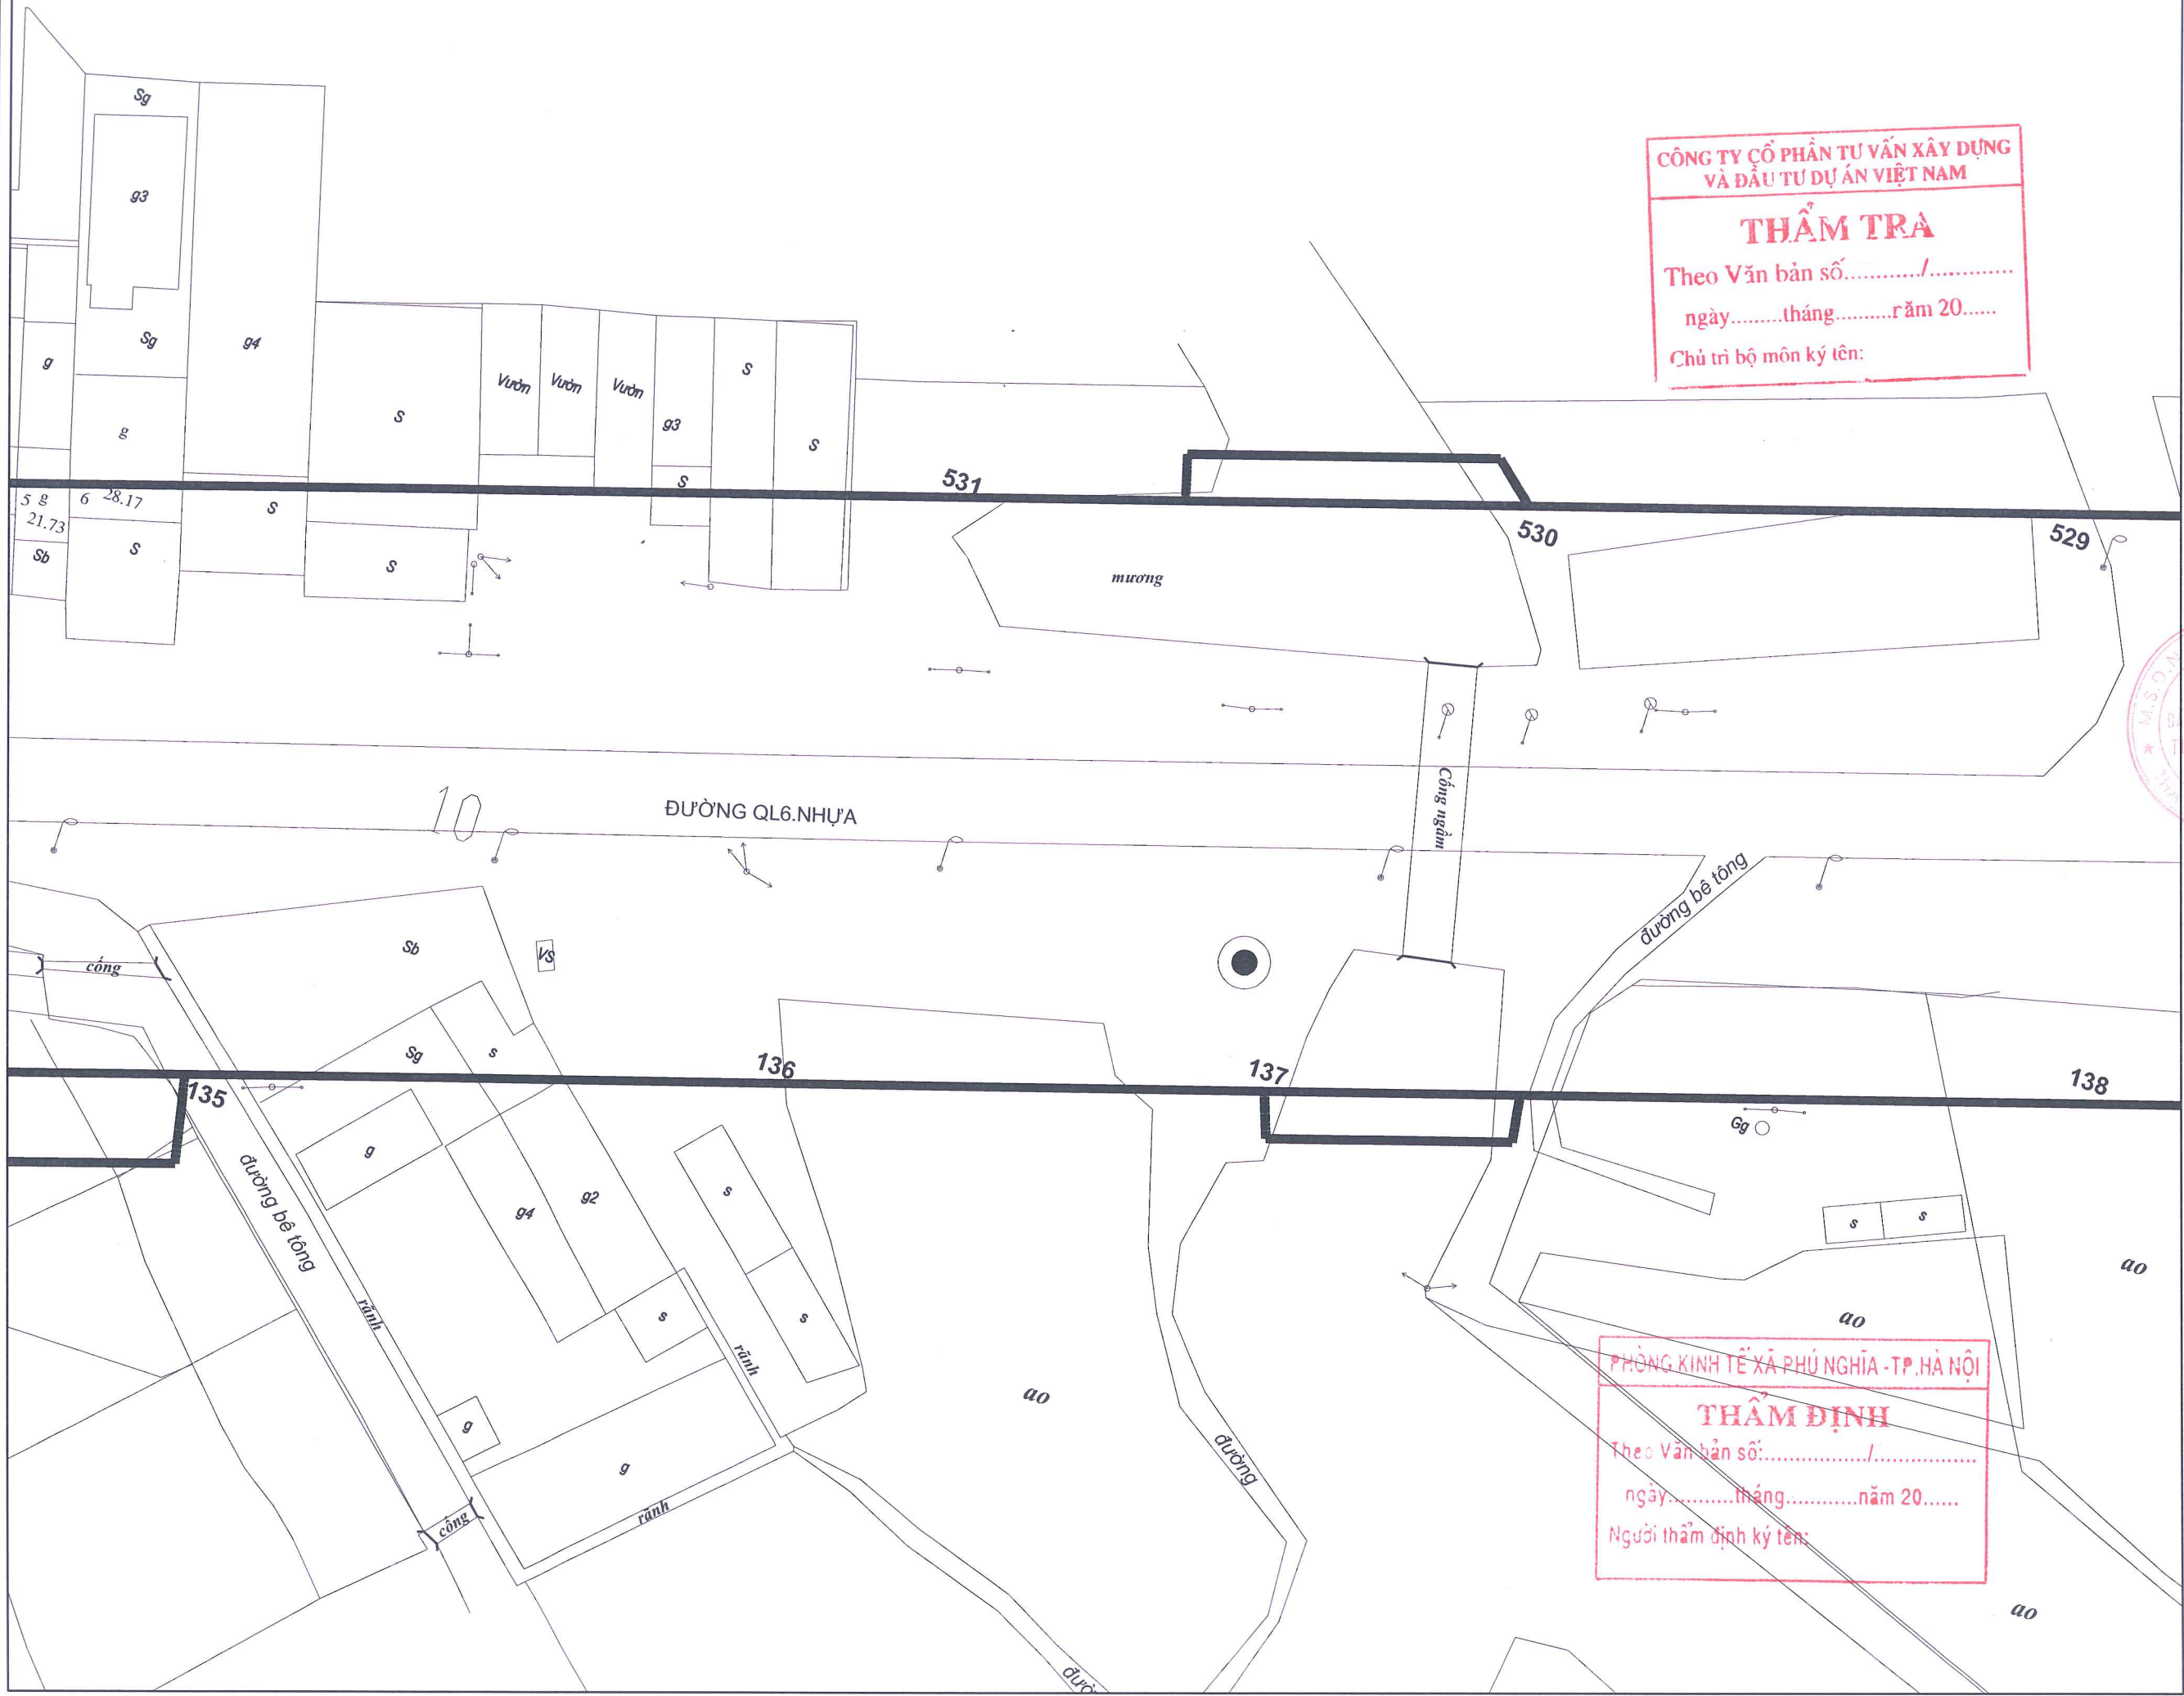 Sg
g3
Sg
g4
g
g
S
Vườn
Vườn
Vườn
g3
S
S
S
CÔNG TY CỔ PHẦN TƯ VẤN XÂY DỰNG
VÀ ĐẦU TƯ DỰ ÁN VIỆT NAM
THẨM TRA
Theo Văn bản số............/..............
ngày.........tháng..........năm 20......
Chủ trì bộ môn ký tên:
5 g
21.73
Sb
6 28.17
S
S
S
531
530
529
mương
M.S.D.N
10
ĐƯỜNG QL6.NHỰA
Cống ngầm
đường bê tông
cống
Sb
VS
Sg
s
135
136
137
138
Gg
g
g4
g2
s
s
s
s
s
đường bê tông
rãnh
rãnh
rãnh
g
g
cống
ao
ao
ao
ao
đường
PHÒNG KINH TẾ XÃ PHÚ NGHĨA -TP.HÀ NỘI
THẨM ĐỊNH
Theo Văn bản số:................../..................
ngày...........tháng............năm 20......
Người thẩm định ký tên: